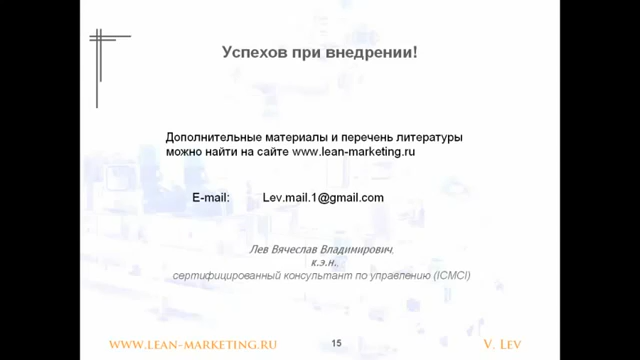 Успехов при внедрении!
Дополнительные материалы и перечень литературы
можно найти на сайте www.lean-marketing.ru
E-mail: Lev.mail.1@gmail.com
Лев Вячеслав Владимирович,
к.э.н.,
сертифицированный консультант по управлению (ICMCI)
WWW.LEAN-MARKETING.RU 15 V. LEV